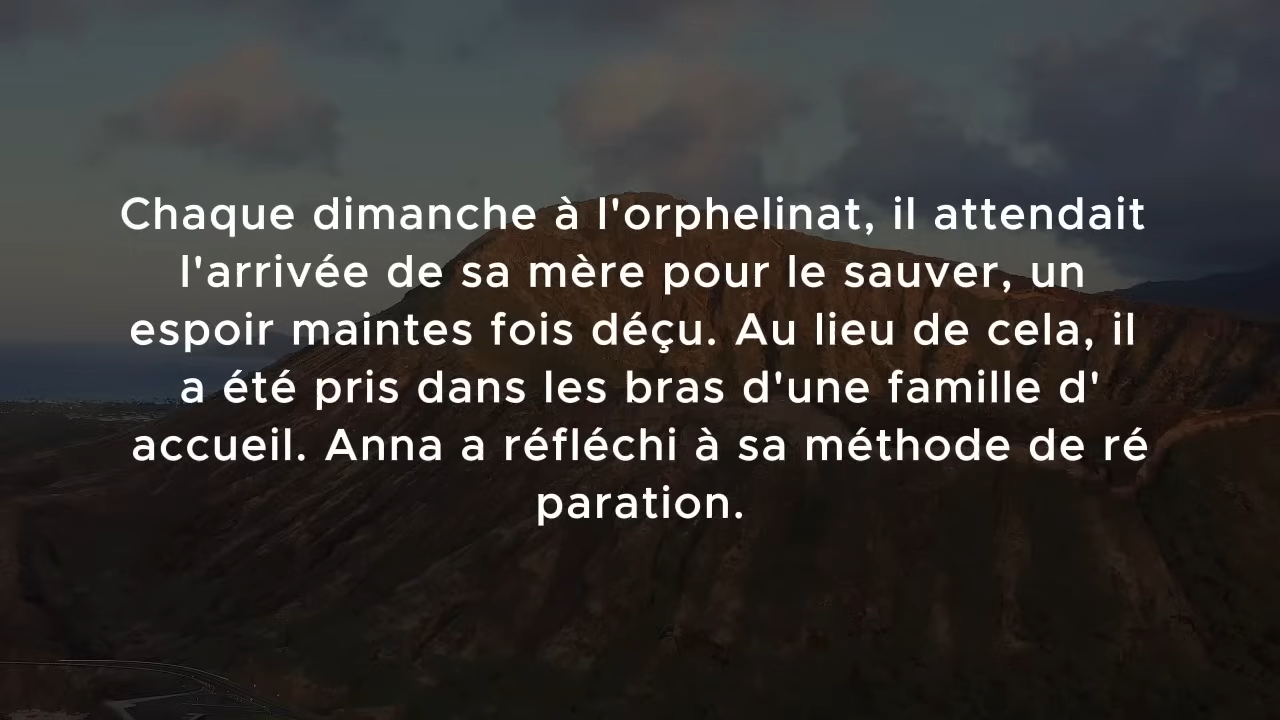 Chaque dimanche à l'orphelinat, il attendait
l'arrivée de sa mère pour le sauver, un
espoir maintes fois déçu. Au lieu de cela, il
a été pris dans les bras d'une famille d'
accueil. Anna a réfléchi à sa méthode de ré
paration.